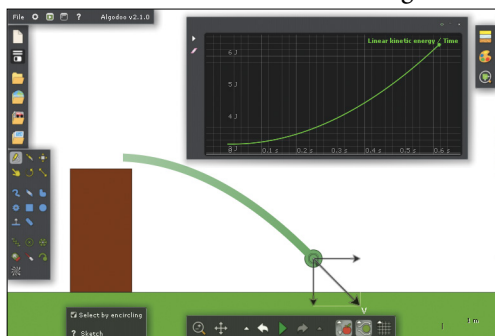 File ? Algodoo v2.1.0
Linear kinetic energy / Time
6 J
5 J
4 J
0.1 s 0.2 s 0.3 s 0.4 s 0.5 s 0.6 s
v
Select by encircling
? Sketch
1 m